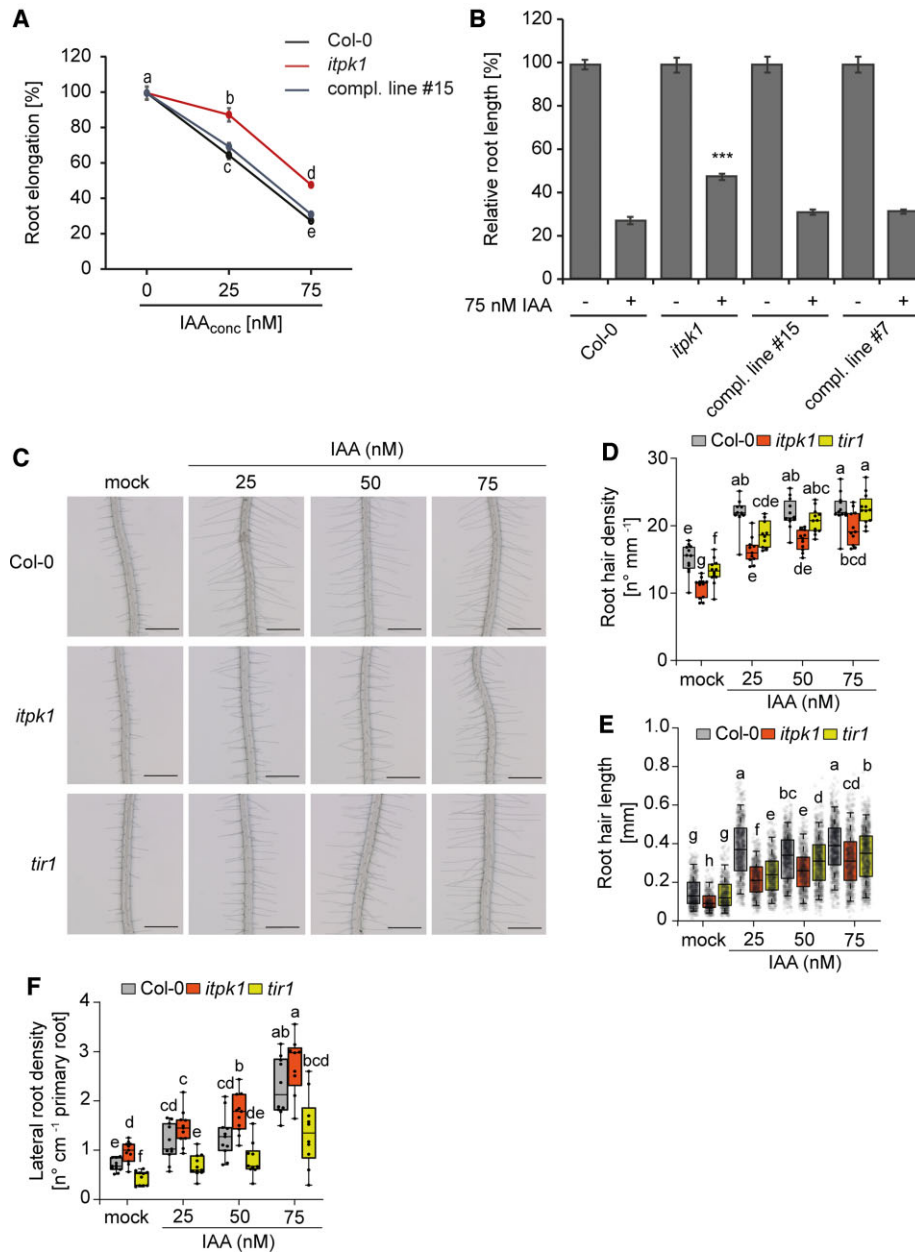 A
Col-0
itpk1
compl. line #15
Root elongation [%]
120
100
80
60
40
20
0
a
b
c
d
e
0 25 75
IAAconc [nM]
B
Relative root length [%]
120
100
80
60
40
20
0
***
75 nM IAA - + - + - + - +
Col-0
itpk1
compl. line #15
compl. line #7
C
IAA (nM)
mock 25 50 75
Col-0
itpk1
tir1
D
Col-0 itpk1 tir1
Root hair density
[n° mm -1]
30
20
10
0
e g f ab e cde ab de abc a bcd a
mock 25 50 75
IAA (nM)
E
Col-0 itpk1 tir1
Root hair length
[mm]
1.0
0.8
0.6
0.4
0.2
0
g h g a f e bc e d a cd b
mock 25 50 75
IAA (nM)
F
Col-0 itpk1 tir1
Lateral root density
[n° cm -1 primary root]
4
3
2
1
0
e d f cd c e cd b de ab a bcd
mock 25 50 75
IAA (nM)